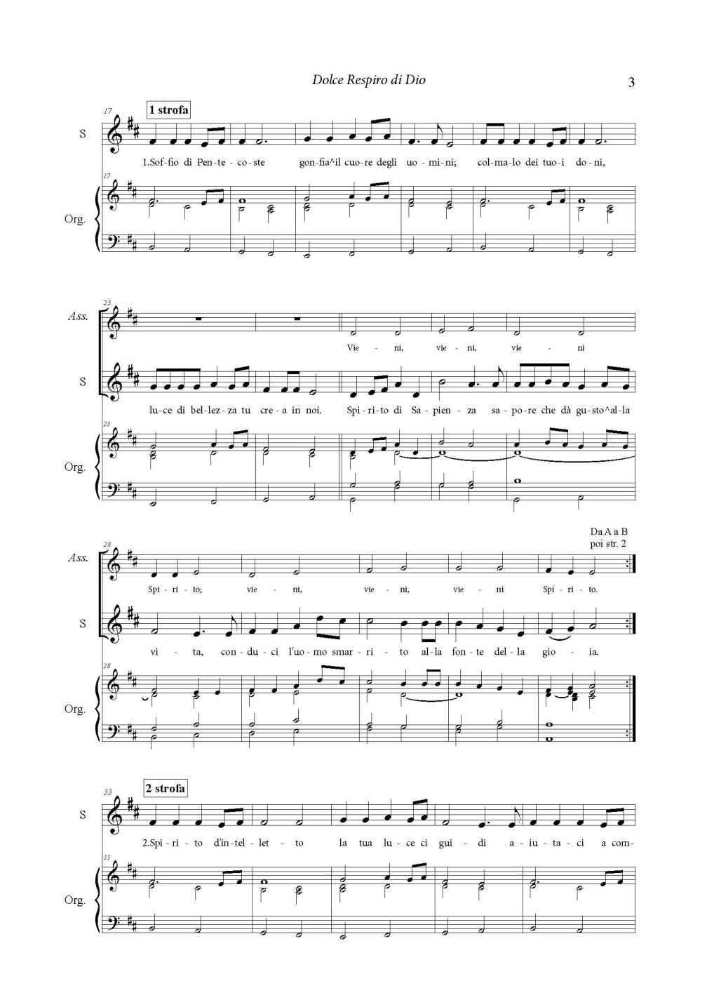 Dolce Respiro di Dio
3
17
1 strofa
S
1.Sof-fio di Pen-te - co-ste gon-fia^il cuo-re degli uo-mi-ni; col-ma-lo dei tuo-i do-ni,
17
Org.
23
Ass.
Vie - ni, vie - ni, vie - ni
S
lu-ce di bel-lez-za tu cre-a in noi. Spi-ri-to di Sa-pien - za sa-po-re che dà gu-sto^al-la
23
Org.
Da A a B
poi str. 2
28
Ass.
Spi - ri - to; vie - ni, vie - ni, vie - ni Spi - ri - to.
S
vi - ta, con-du-ci l'uo-mo smar-ri - to al-la fon-te del-la gio - ia.
28
Org.
2 strofa
33
S
2.Spi-ri-to d'in-tel-let - to la tua lu-ce ci gui - di a-iu-ta-ci a com-
33
Org.